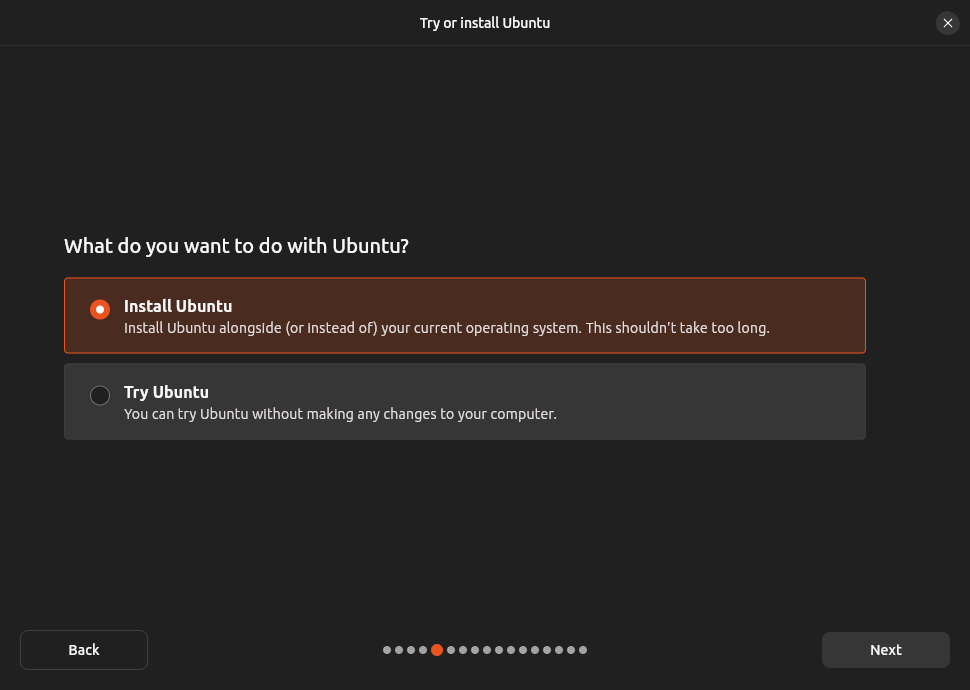 Try or install Ubuntu
What do you want to do with Ubuntu?
Install Ubuntu
Install Ubuntu alongside (or instead of) your current operating system. This shouldn't take too long.
Try Ubuntu
You can try Ubuntu without making any changes to your computer.
Back
Next